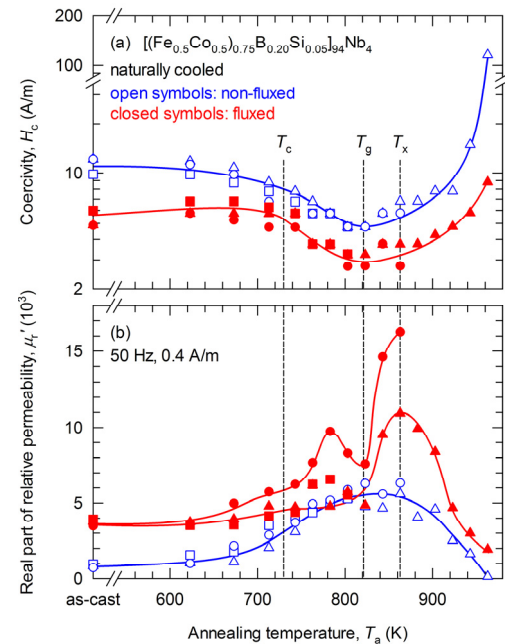 200
100
10
2
Coercivity, Hc (A/m)
(a) [(Fe0.5Co0.5)0.75B0.20Si0.05]94Nb4
naturally cooled
open symbols: non-fluxed
closed symbols: fluxed
Tc
Tg
Tx
(b)
50 Hz, 0.4 A/m
15
10
5
0
Real part of relative permeability, μr′ (10³)
as-cast
600
700
800
900
Annealing temperature, Ta (K)